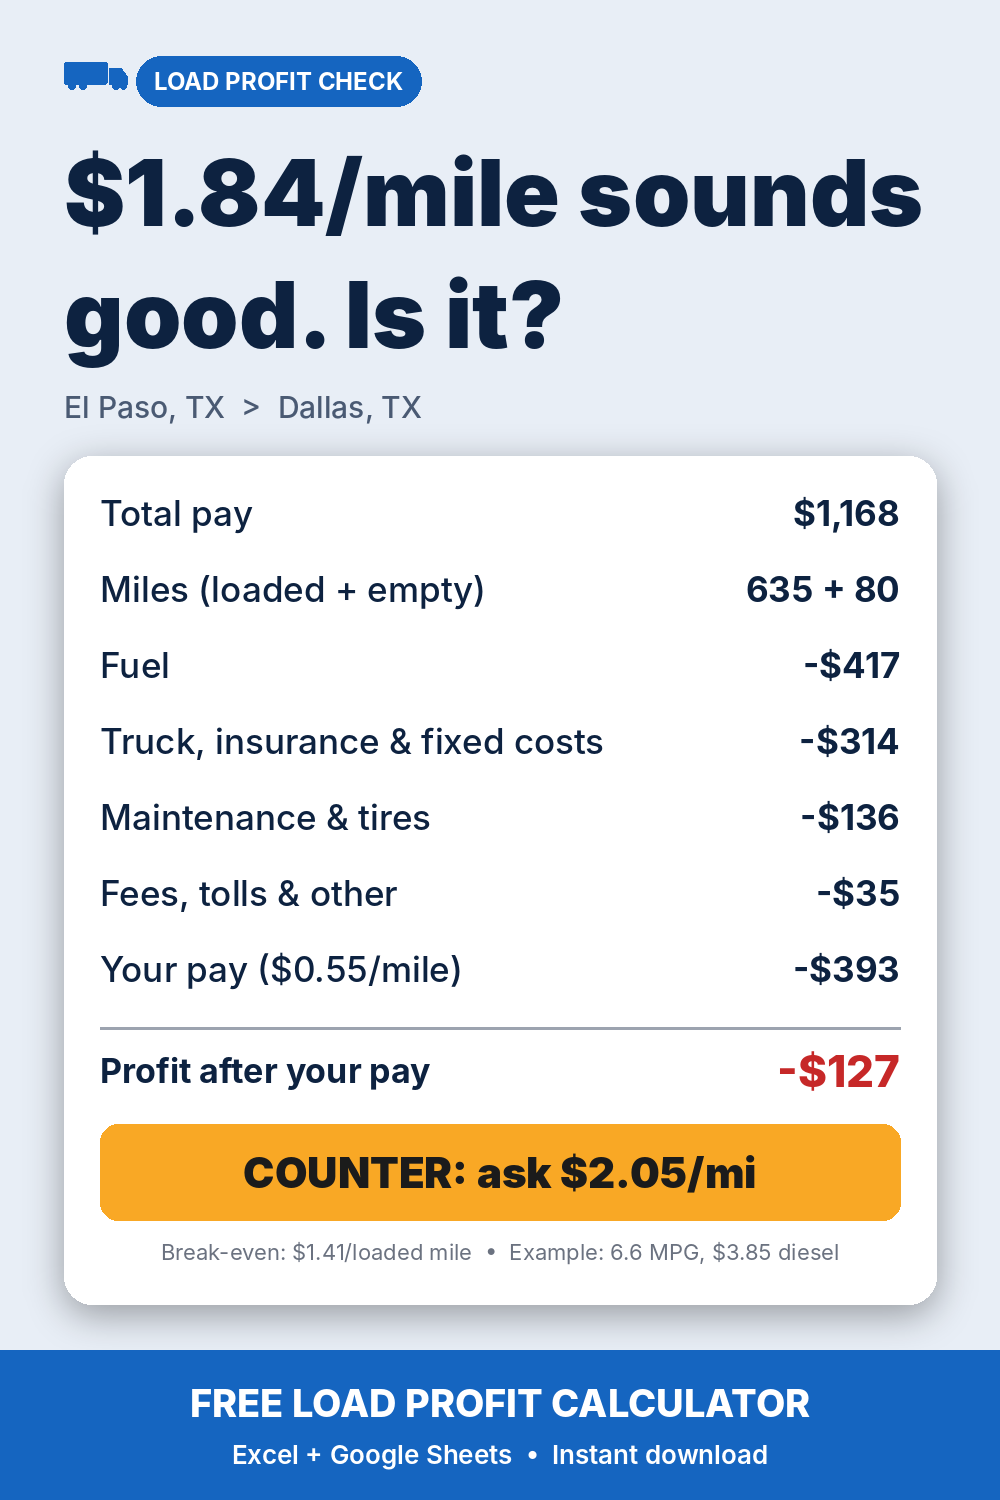 LOAD PROFIT CHECK
$1.84/mile sounds
good. Is it?
El Paso, TX > Dallas, TX
Total pay $1,168
Miles (loaded + empty) 635 + 80
Fuel -$417
Truck, insurance & fixed costs -$314
Maintenance & tires -$136
Fees, tolls & other -$35
Your pay ($0.55/mile) -$393
Profit after your pay -$127
COUNTER: ask $2.05/mi
Break-even: $1.41/loaded mile • Example: 6.6 MPG, $3.85 diesel
FREE LOAD PROFIT CALCULATOR
Excel + Google Sheets • Instant download